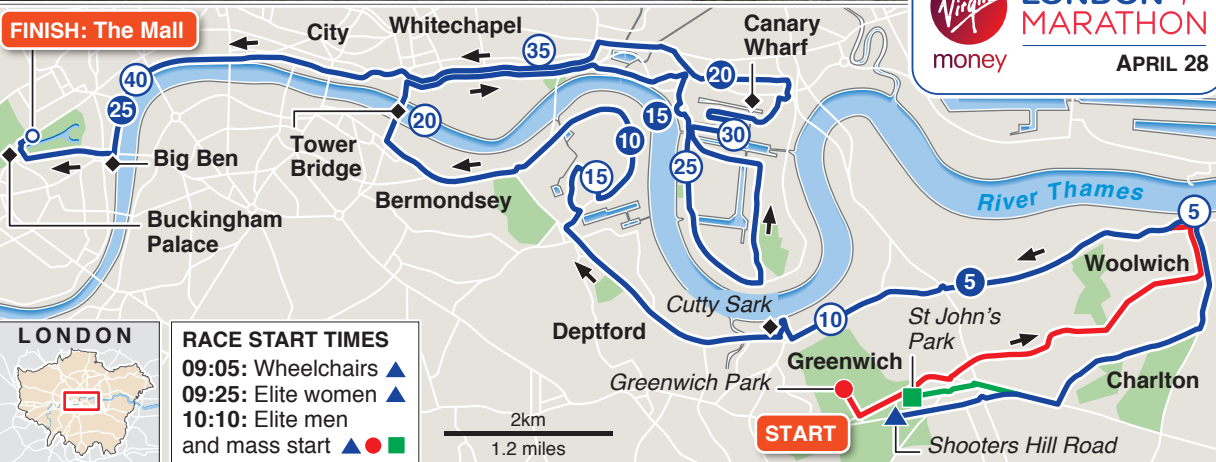 FINISH: The Mall
City
Whitechapel
Canary
Wharf
Virgin
money
LONDON
MARATHON
APRIL 28
40
25
35
20
20
15
30
10
15
25
Tower
Bridge
Big Ben
Bermondsey
Buckingham
Palace
River Thames
5
Woolwich
5
Cutty Sark
10
St John's
Park
Deptford
Greenwich
Greenwich Park
Charlton
START
Shooters Hill Road
LONDON
RACE START TIMES
09:05: Wheelchairs
09:25: Elite women
10:10: Elite men
and mass start
2km
1.2 miles